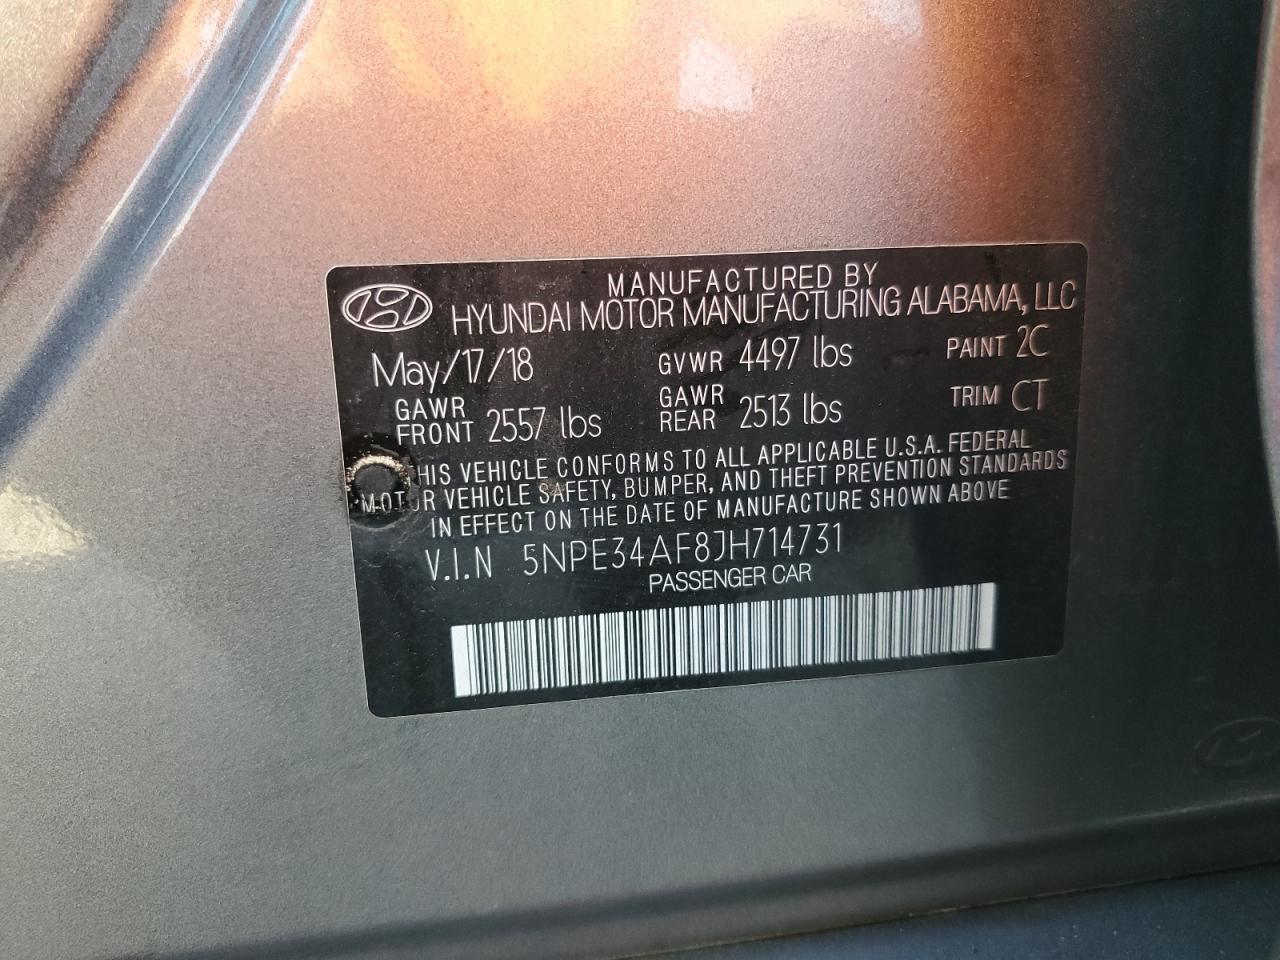 MANUFACTURED BY
HYUNDAI MOTOR MANUFACTURING ALABAMA, LLC
May/17/18 GVWR 4497 lbs PAINT 2C
GAWR FRONT 2557 lbs GAWR REAR 2513 lbs TRIM CT
THIS VEHICLE CONFORMS TO ALL APPLICABLE U.S.A. FEDERAL
MOTOR VEHICLE SAFETY, BUMPER, AND THEFT PREVENTION STANDARDS
IN EFFECT ON THE DATE OF MANUFACTURE SHOWN ABOVE
V.I.N 5NPE34AF8JH714731
PASSENGER CAR